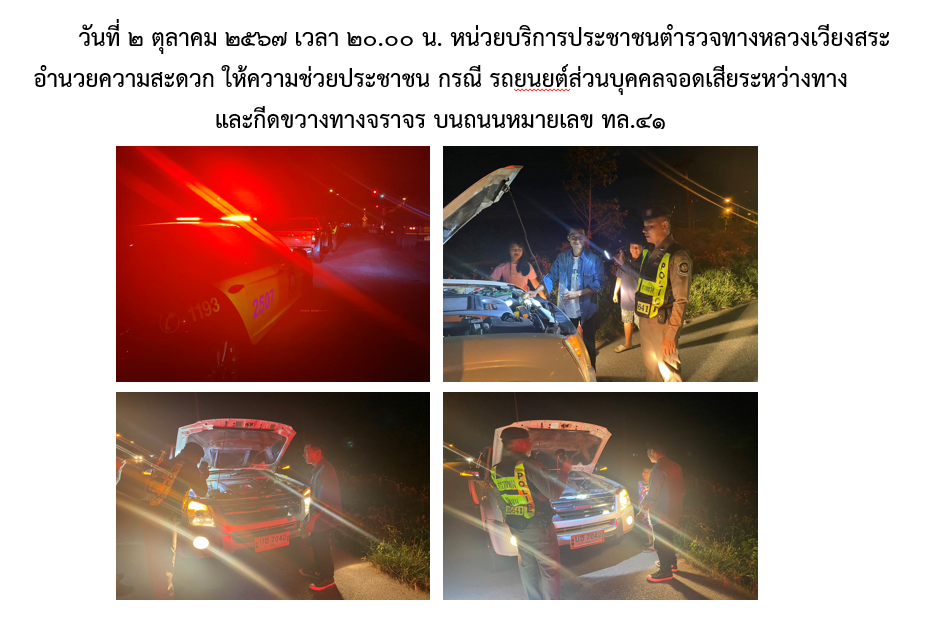 วันที่ ๒ ตุลาคม ๒๕๖๗ เวลา ๒๐.๐๐ น. หน่วยบริการประชาชนตำรวจทางหลวงเวียงสระ
อำนวยความสะดวก ให้ความช่วยประชาชน กรณี รถยนยต์ส่วนบุคคลจอดเสียระหว่างทาง
และกีดขวางทางจราจร บนถนนหมายเลข ทล.๔๑
1193
2507
POLICE
641
POLICE